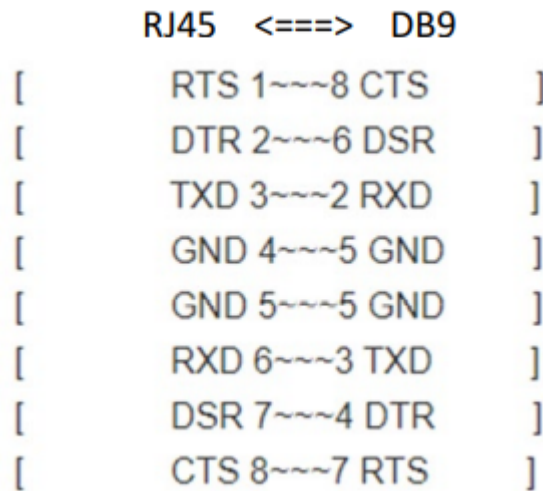 RJ45 <===> DB9
[ RTS 1~~~8 CTS ]
[ DTR 2~~~6 DSR ]
[ TXD 3~~~2 RXD ]
[ GND 4~~~5 GND ]
[ GND 5~~~5 GND ]
[ RXD 6~~~3 TXD ]
[ DSR 7~~~4 DTR ]
[ CTS 8~~~7 RTS ]